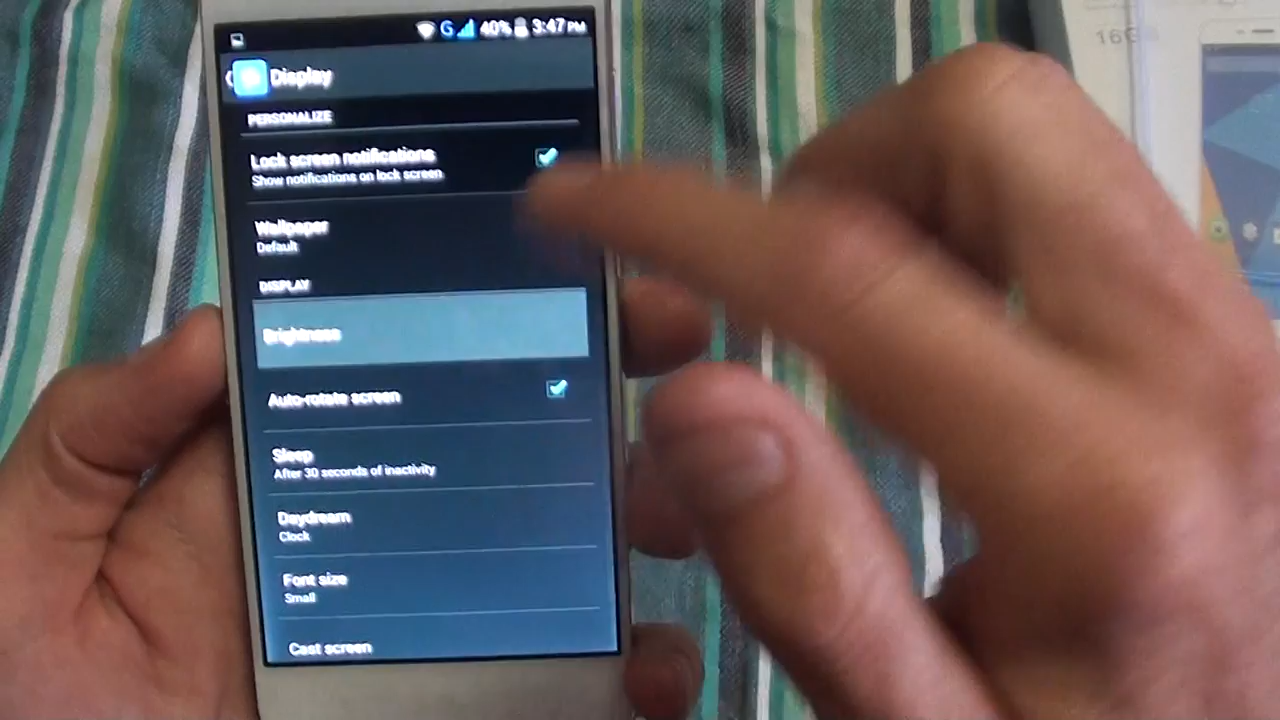 G 40% 3:47 PM
Display
PERSONALIZE
Lock screen notifications
Show notifications on lock screen
Wallpaper
Default
DISPLAY
Brightness
Auto-rotate screen
Sleep
After 30 seconds of inactivity
Daydream
Clock
Font size
Small
Cast screen